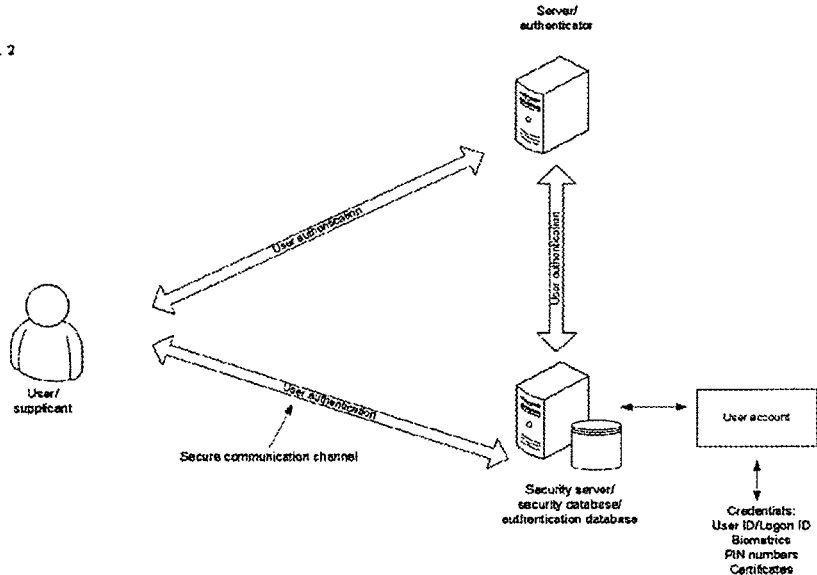 Server/
authenticator
. 2
User authentication
User authentication
User/
supplicant
User authentication
Secure communication channel
User account
Security server/
security database/
authentication database
Credentials:
User ID/Logon ID
Biometrics
PIN numbers
Certificates